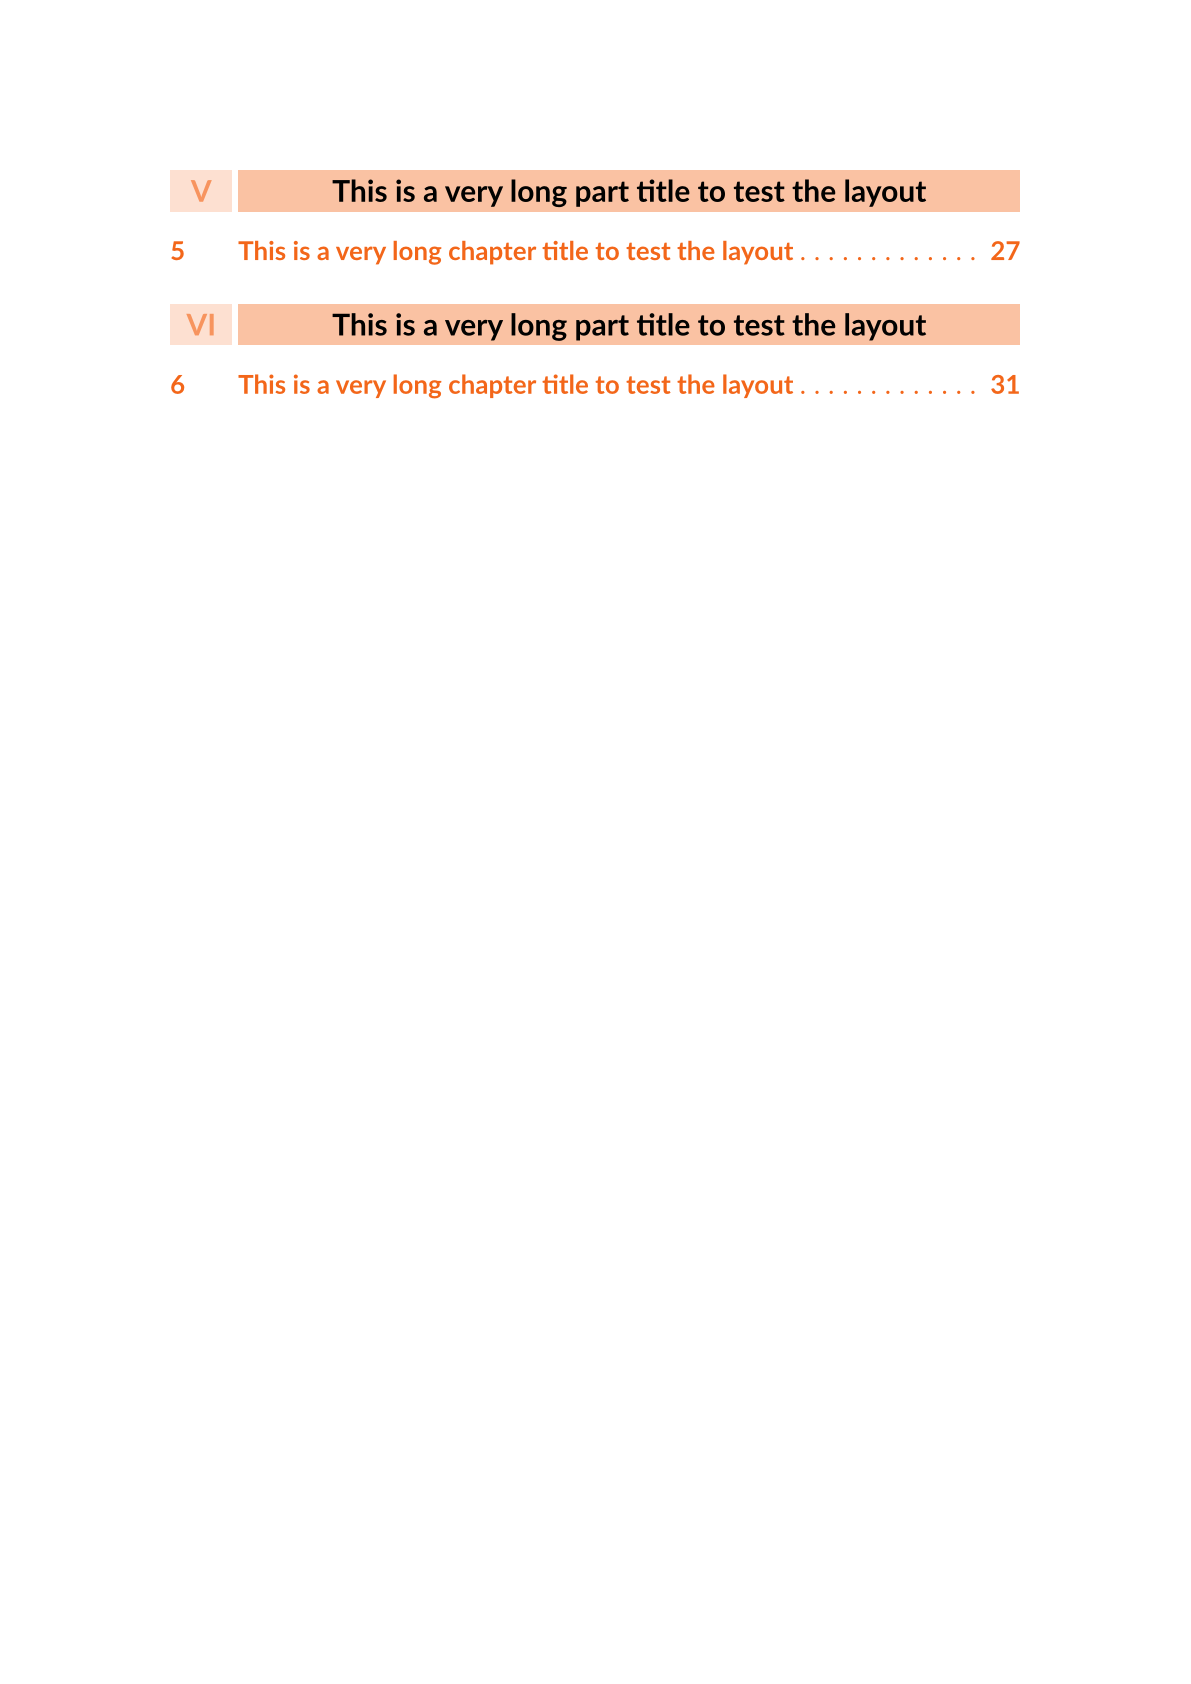 V This is a very long part title to test the layout
5 This is a very long chapter title to test the layout . . . . . . . . . . . . . 27
VI This is a very long part title to test the layout
6 This is a very long chapter title to test the layout . . . . . . . . . . . . . 31